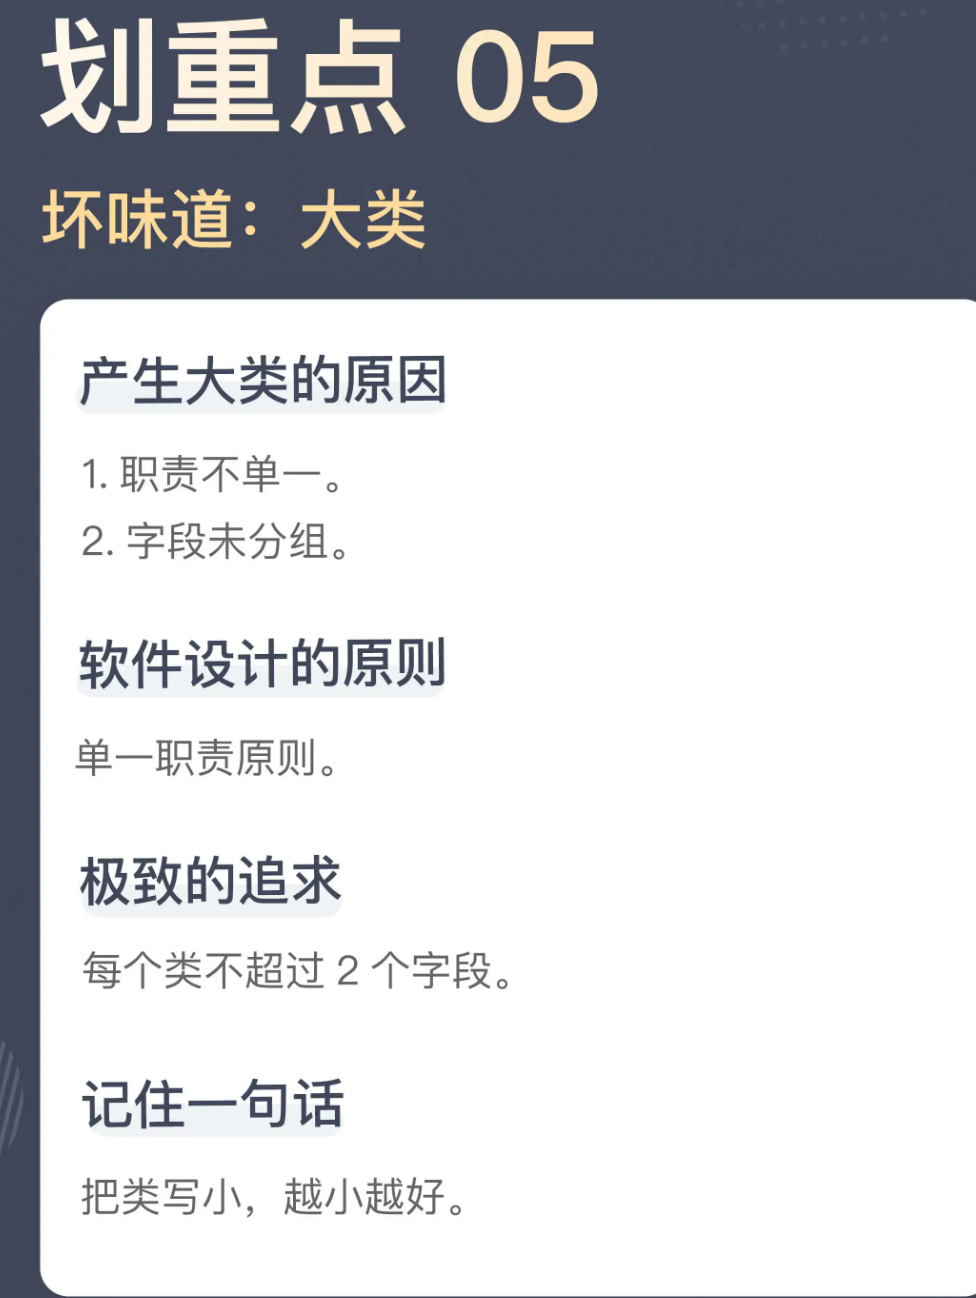 划重点 05
坏味道：大类
产生大类的原因
1. 职责不单一。
2. 字段未分组。
软件设计的原则
单一职责原则。
极致的追求
每个类不超过 2 个字段。
记住一句话
把类写小，越小越好。